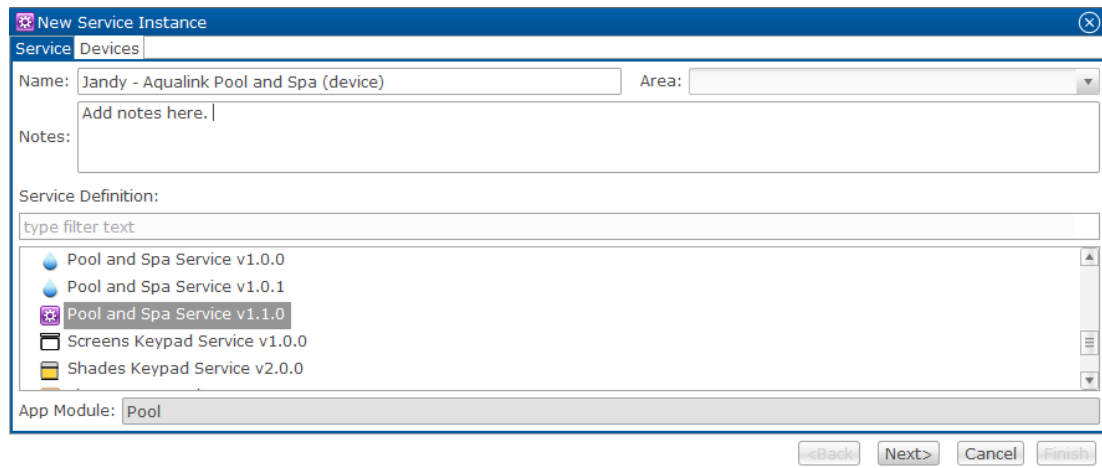 New Service Instance
Service Devices
Name: Jandy - Aqualink Pool and Spa (device) Area:
Add notes here.
Notes:
Service Definition:
type filter text
Pool and Spa Service v1.0.0
Pool and Spa Service v1.0.1
Pool and Spa Service v1.1.0
Screens Keypad Service v1.0.0
Shades Keypad Service v2.0.0
App Module: Pool
<Back Next> Cancel Finish